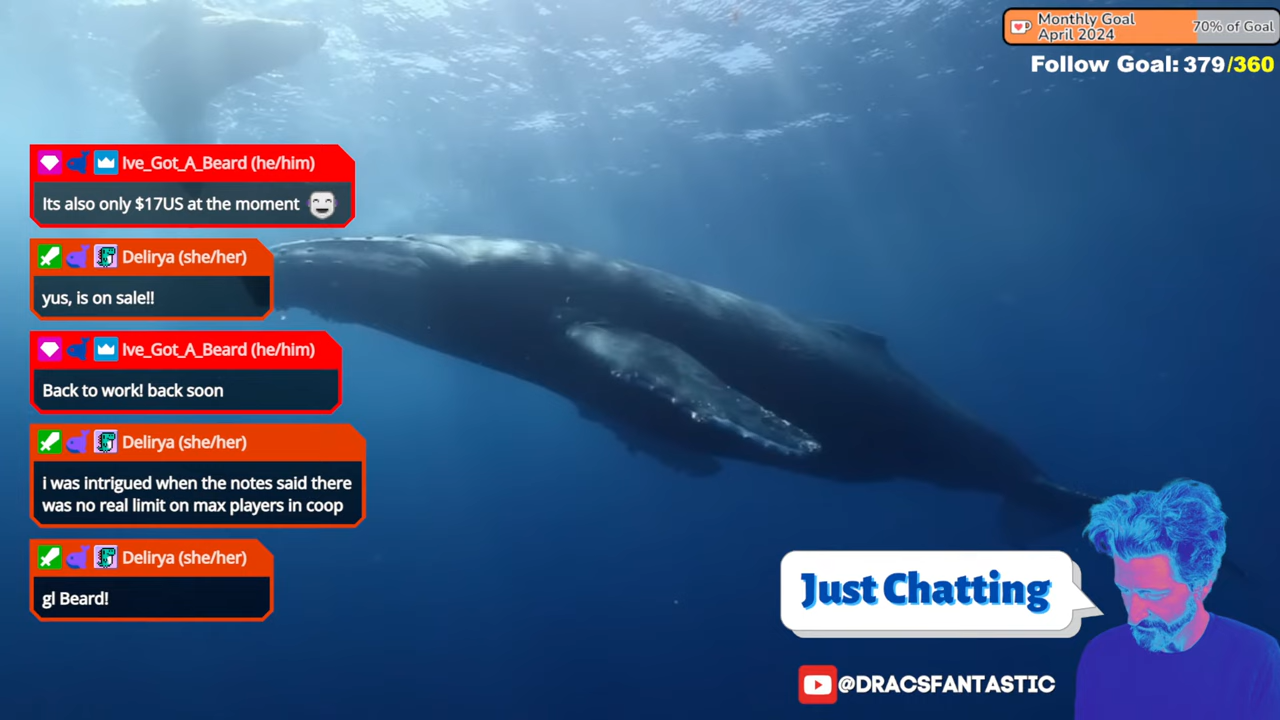 Monthly Goal
April 2024
70% of Goal
Follow Goal: 379/360
Ive_Got_A_Beard (he/him)
Its also only $17US at the moment
Delirya (she/her)
yus, is on sale!!
Ive_Got_A_Beard (he/him)
Back to work! back soon
Delirya (she/her)
i was intrigued when the notes said there
was no real limit on max players in coop
Delirya (she/her)
gl Beard!
Just Chatting
@DRACSFANTASTIC